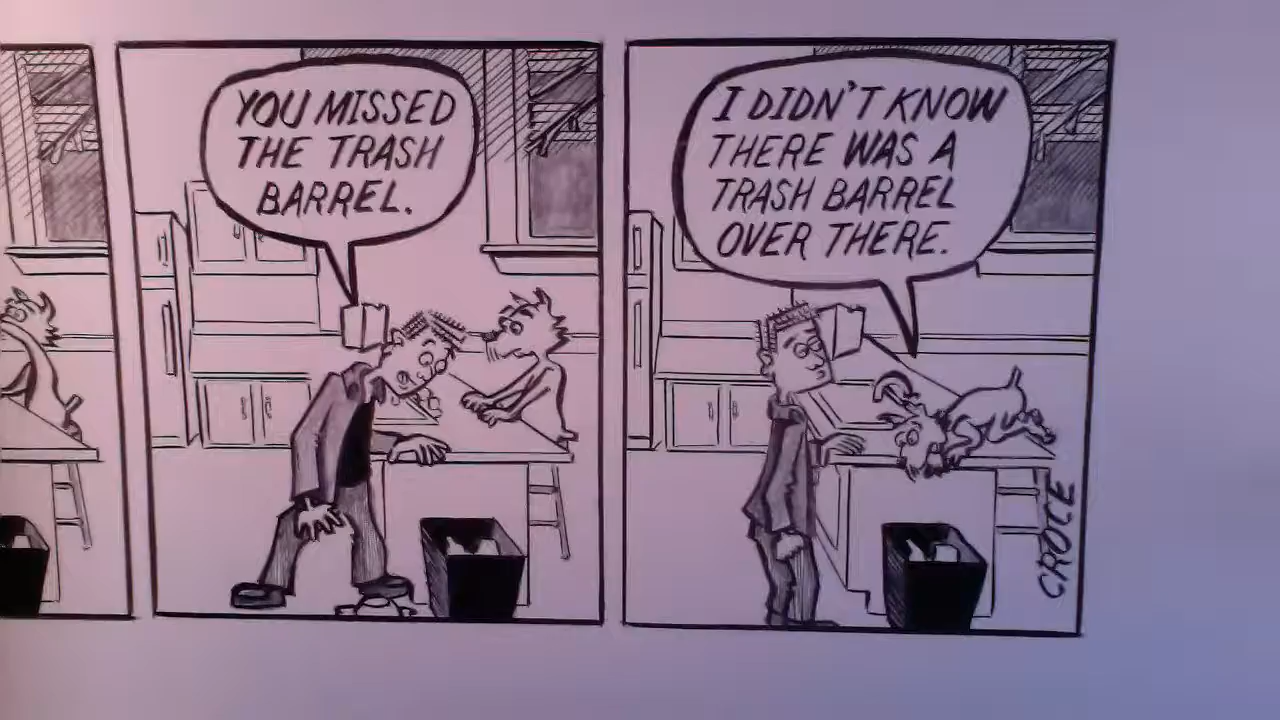 YOU MISSED
THE TRASH
BARREL.
I DIDN'T KNOW
THERE WAS A
TRASH BARREL
OVER THERE.
CROCE